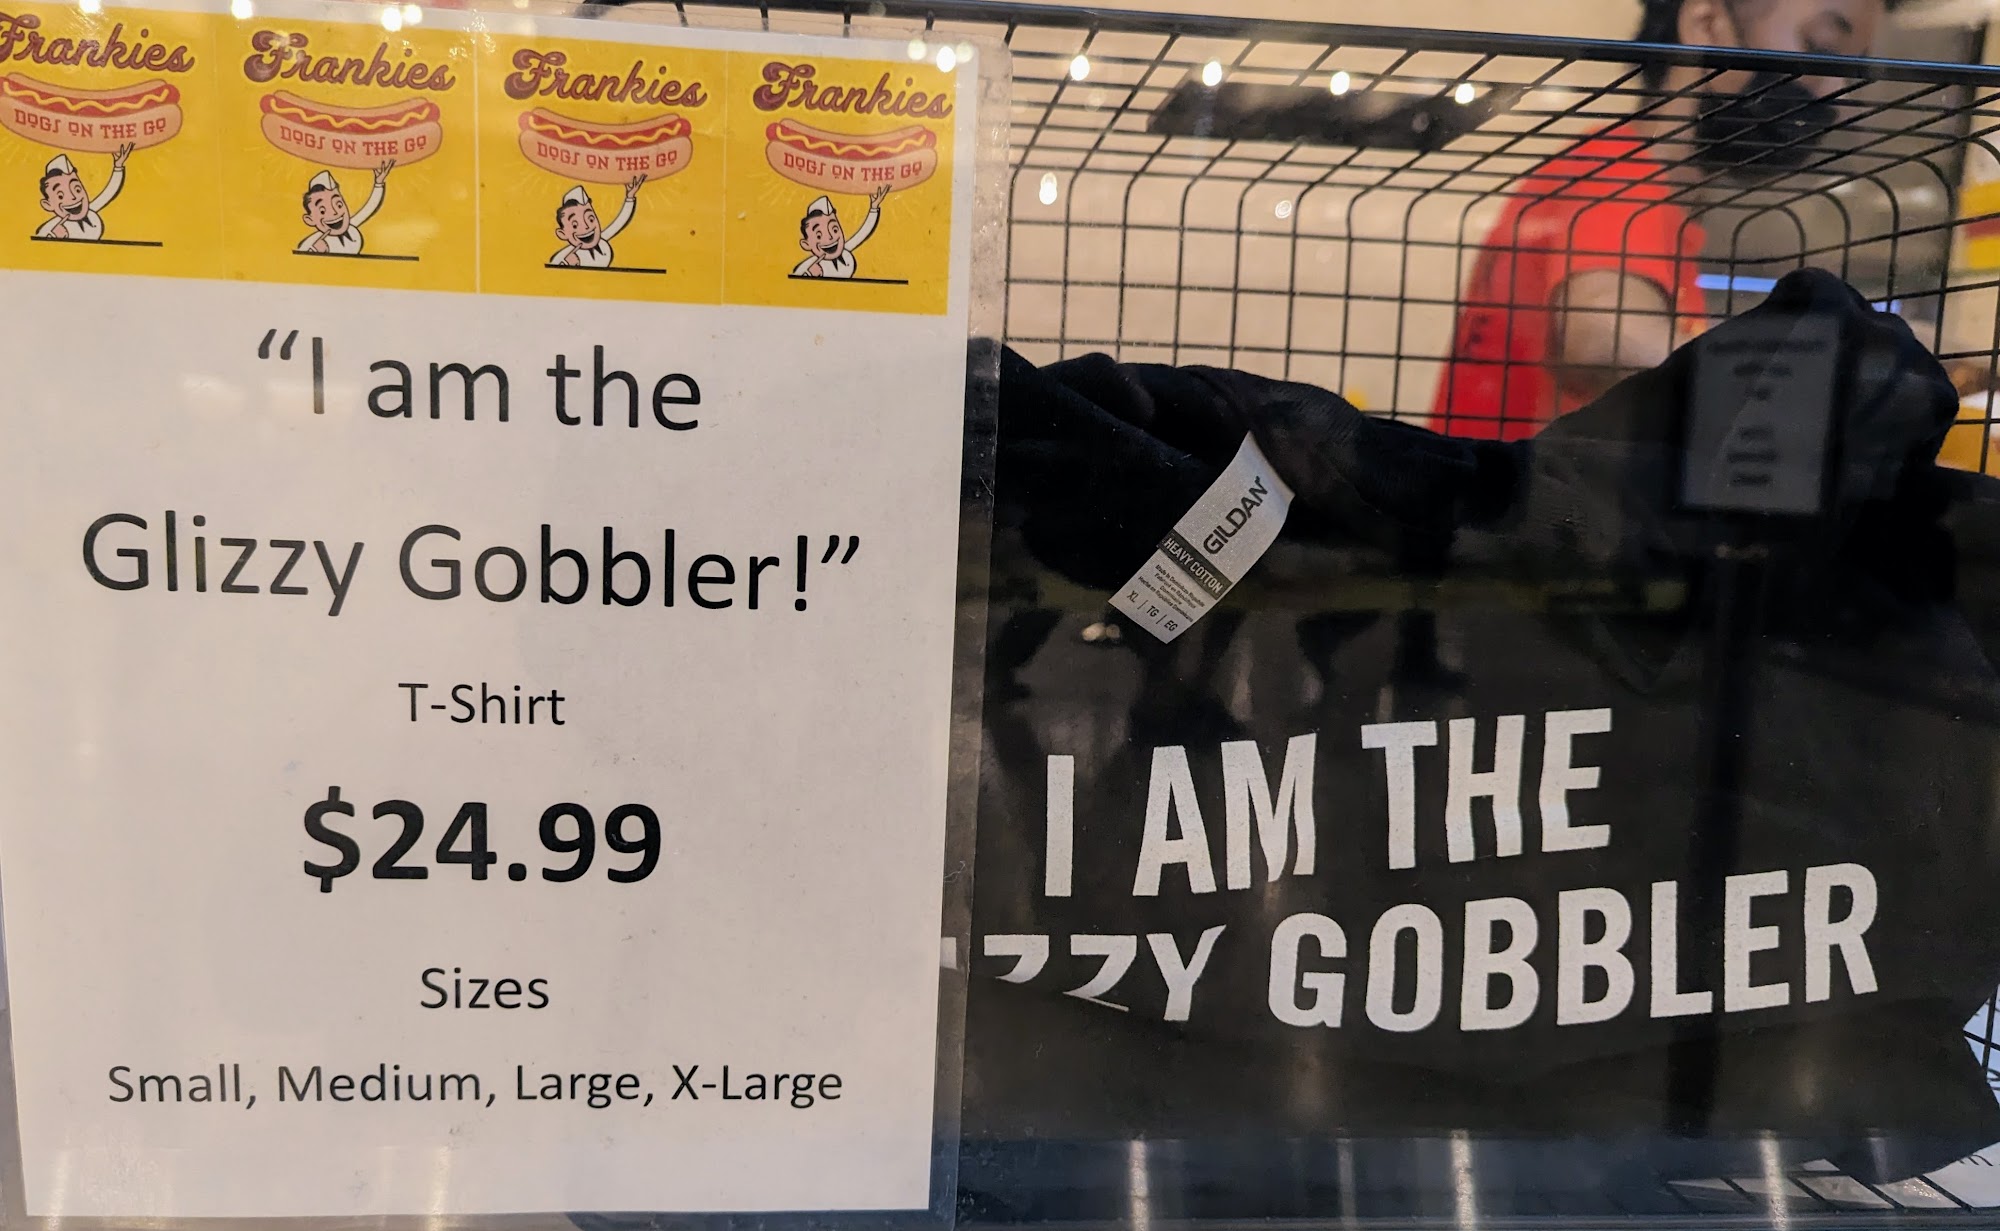 Frankies
DOGS ON THE GO
Frankies
DOGS ON THE GO
Frankies
DOGS ON THE GO
Frankies
DOGS ON THE GO
“I am the
Glizzy Gobbler!”
T-Shirt
$24.99
Sizes
Small, Medium, Large, X-Large
GILDAN
HEAVY COTTON
XL | TG | EG
I AM THE
ZZY GOBBLER